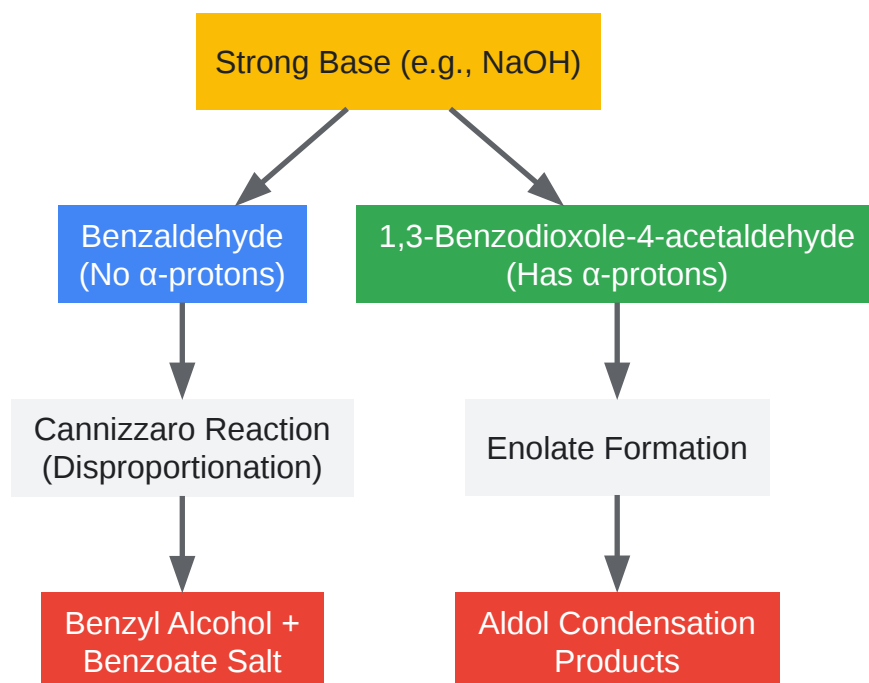 Strong Base (e.g., NaOH)
Benzaldehyde
(No α-protons)
1,3-Benzodioxole-4-acetaldehyde
(Has α-protons)
Cannizzaro Reaction
(Disproportionation)
Enolate Formation
Benzyl Alcohol +
Benzoate Salt
Aldol Condensation
Products